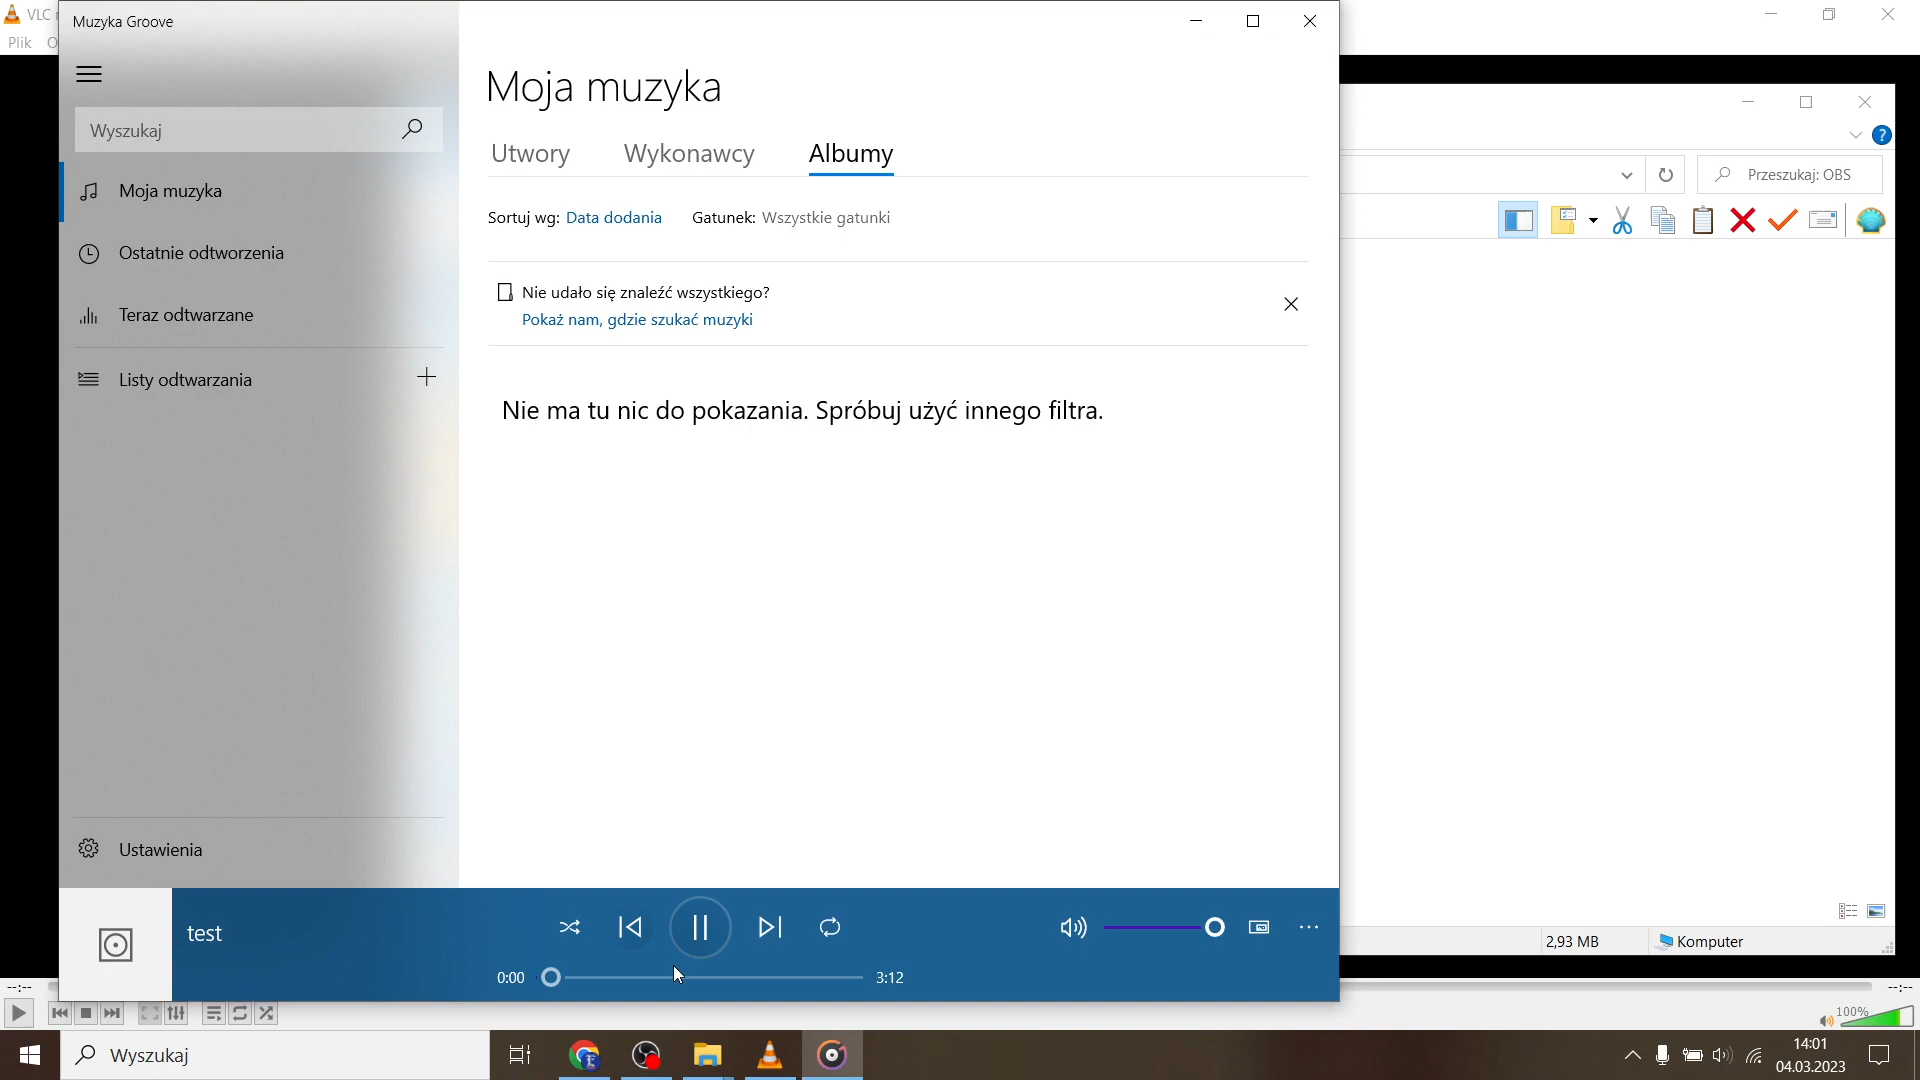 VLC
Plik
Muzyka Groove
Wyszukaj
Moja muzyka
Ostatnie odtworzenia
Teraz odtwarzane
Listy odtwarzania
Ustawienia
Moja muzyka
Utwory Wykonawcy Albumy
Sortuj wg: Data dodania Gatunek: Wszystkie gatunki
Nie udało się znaleźć wszystkiego?
Pokaż nam, gdzie szukać muzyki
Nie ma tu nic do pokazania. Spróbuj użyć innego filtra.
test
0:00 3:12
Przeszukaj: OBS
2,93 MB Komputer
--:-- --:--
100%
Wyszukaj
14:01
04.03.2023